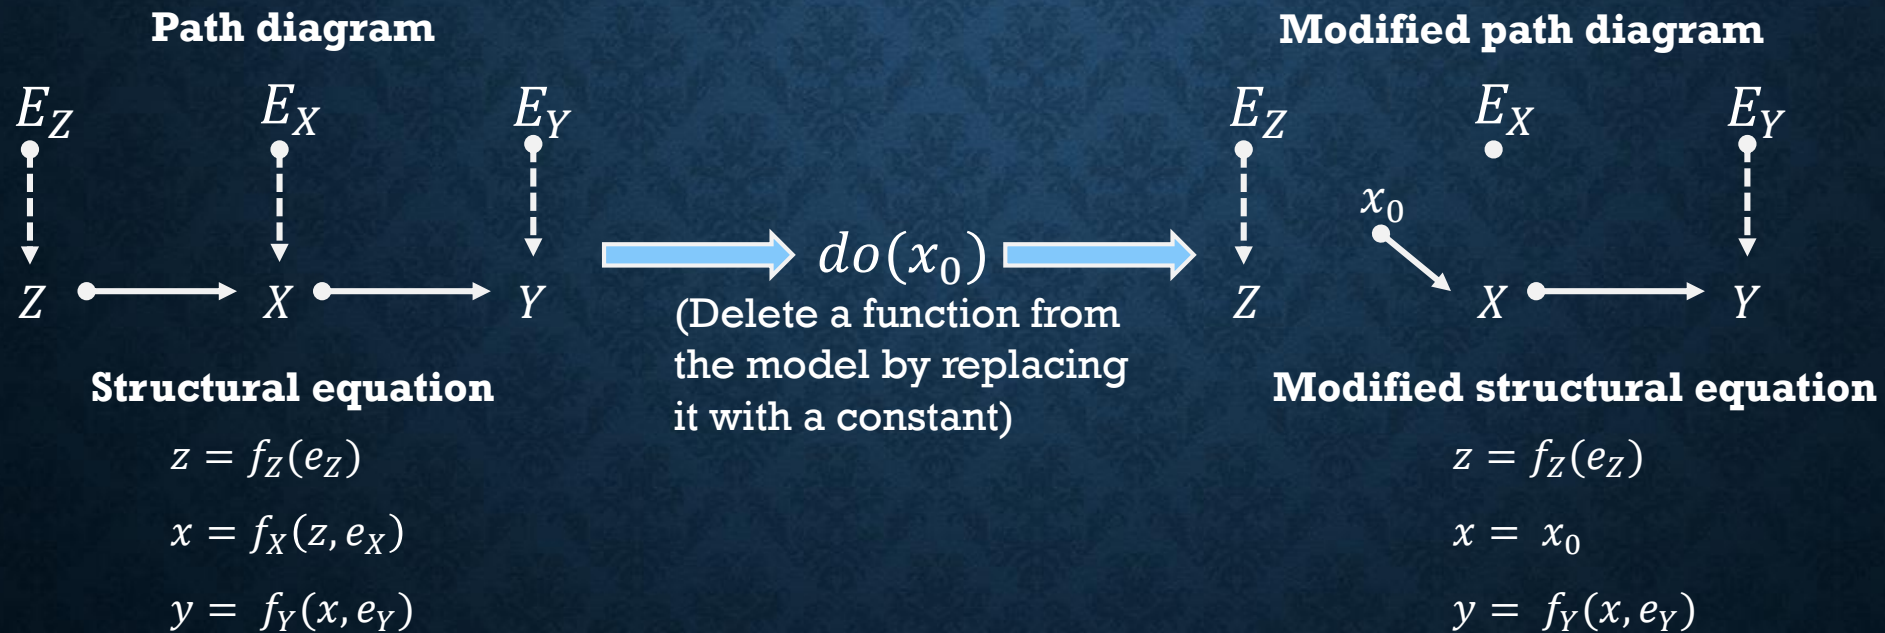 Path diagram
E_Z E_X E_Y
Z X Y
Structural equation
z = f_Z(e_Z)
x = f_X(z, e_X)
y = f_Y(x, e_Y)
do(x_0)
(Delete a function from
the model by replacing
it with a constant)
Modified path diagram
E_Z E_X E_Y
x_0
Z X Y
Modified structural equation
z = f_Z(e_Z)
x = x_0
y = f_Y(x, e_Y)